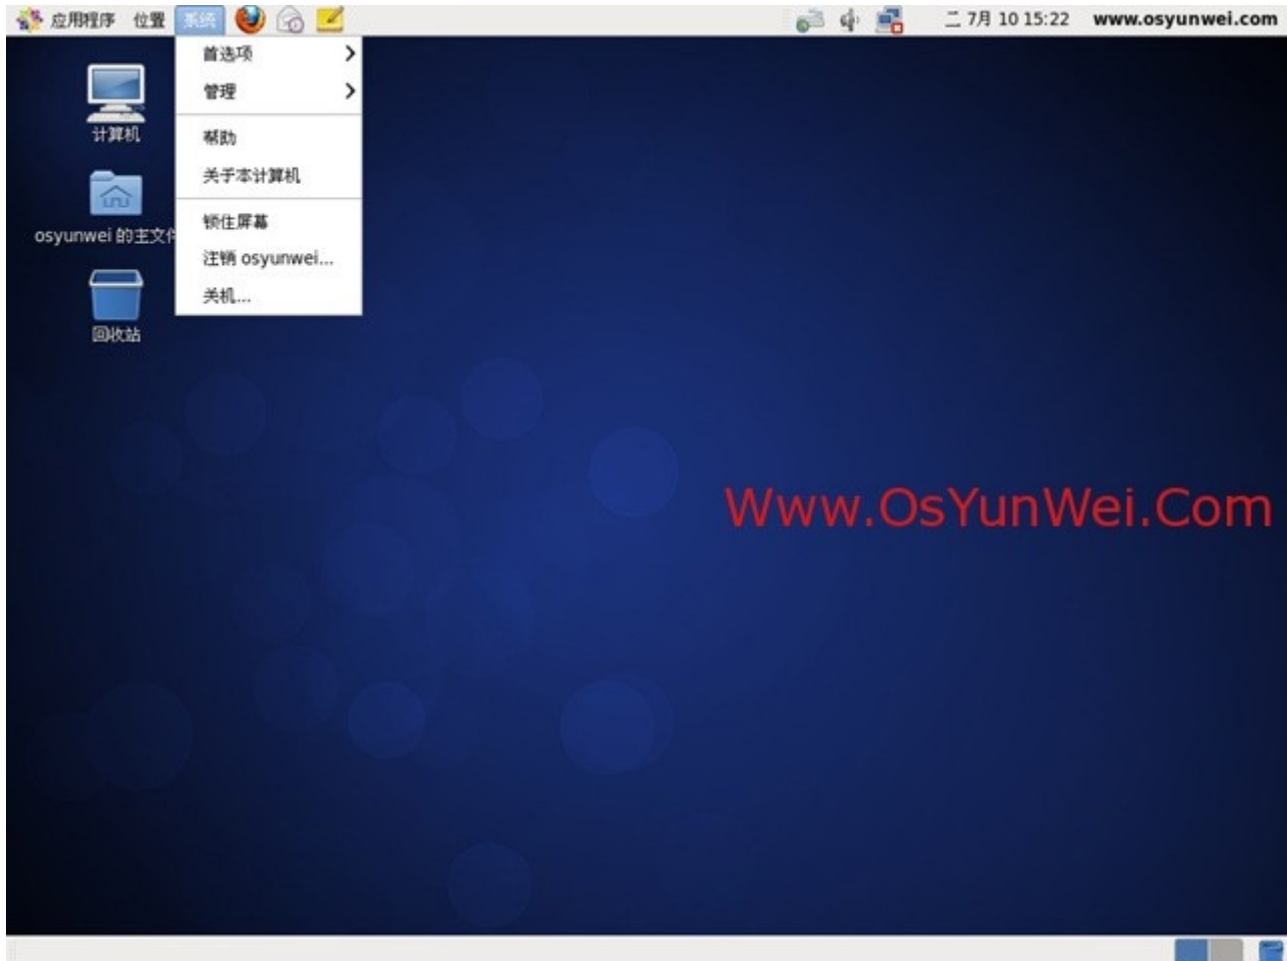 应用程序 位置 系统 二 7月 10 15:22 www.osyunwei.com
首选项
管理
帮助
关于本计算机
锁住屏幕
注销 osyunwei...
关机...
计算机
osyunwei 的主文件
回收站
Www.OsYunWei.Com